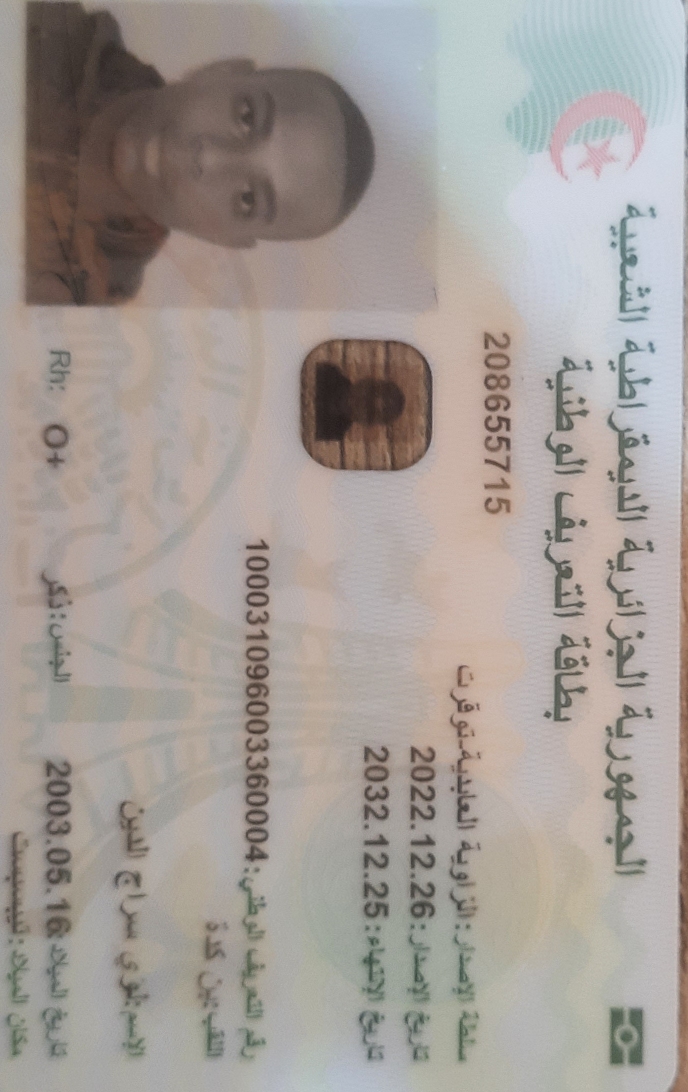 الجمهورية الجزائرية الديمقراطية الشعبية
بطاقة التعريف الوطنية
208655715
سلطة الإصدار: الزاوية العابدية-توقرت
تاريخ الإصدار: 2022.12.26
تاريخ الإنتهاء: 2032.12.25
رقم التعريف الوطني: 100031096003360004
اللقب: بن كدة
الإسم: لزي سراج الدين
تاريخ الميلاد: 2003.05.16 الجنس: ذكر Rh: O+
مكان الميلاد: تيبسبست